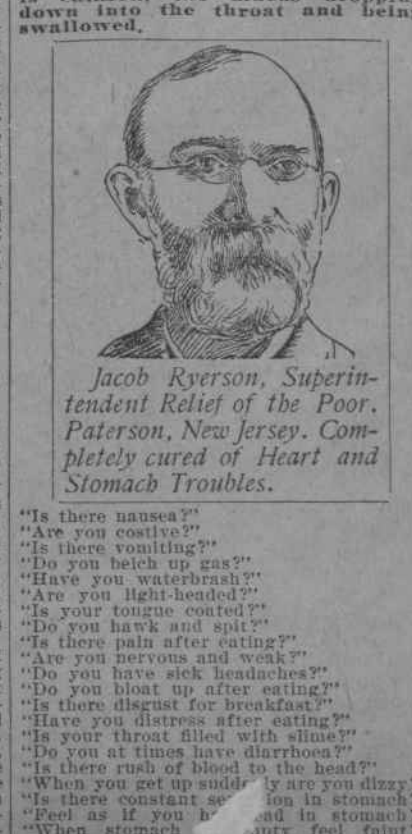 down into the throat and bein
swallowed.
Jacob Ryerson, Superin-
tendent Relief of the Poor.
Paterson, New Jersey. Com-
pletely cured of Heart and
Stomach Troubles.
"Is there nausea?"
"Are you costive?"
"Is there vomiting?"
"Do you belch up gas?"
"Have you waterbrash?"
"Are you light-headed?"
"Is your tongue coated?"
"Do you hawk and spit?"
"Is there pain after eating?"
"Are you nervous and weak?"
"Do you have sick headaches?"
"Do you bloat up after eating?"
"Is there disgust for breakfast?"
"Have you distress after eating?"
"Is your throat filled with slime?"
"Do you at times have diarrhoea?"
"Is there rush of blood to the head?"
"When you get up are you dizzy
"Is there constant in stomach
"Feel as if you in stomach
"When stomach